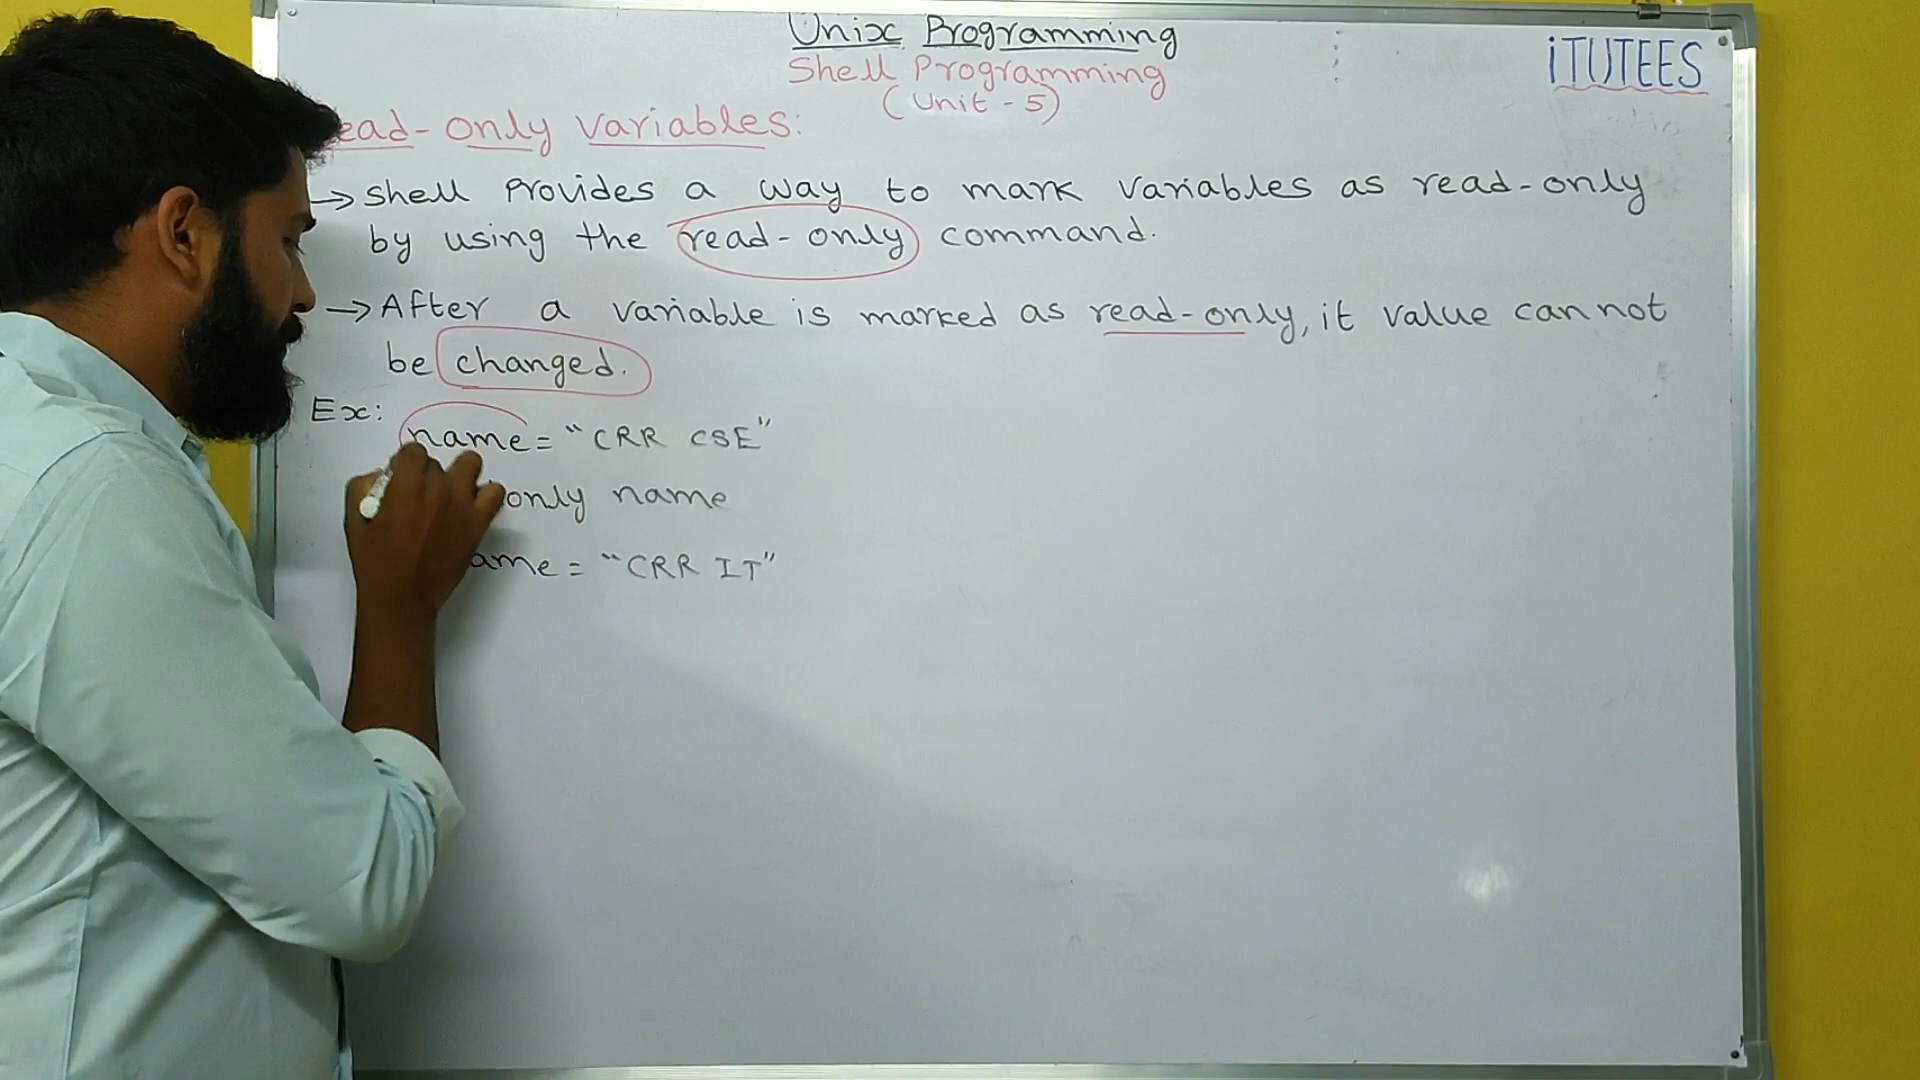 Unix Programming
iTUTEES
Shell Programming
(Unit - 5)
ead-only variables:
→ Shell Provides a way to mark variables as read-only
by using the read-only command.
→ After a variable is marked as read-only, it value can not
be changed.
Ex:
name= "CRR CSE"
only name
ame= "CRR IT"